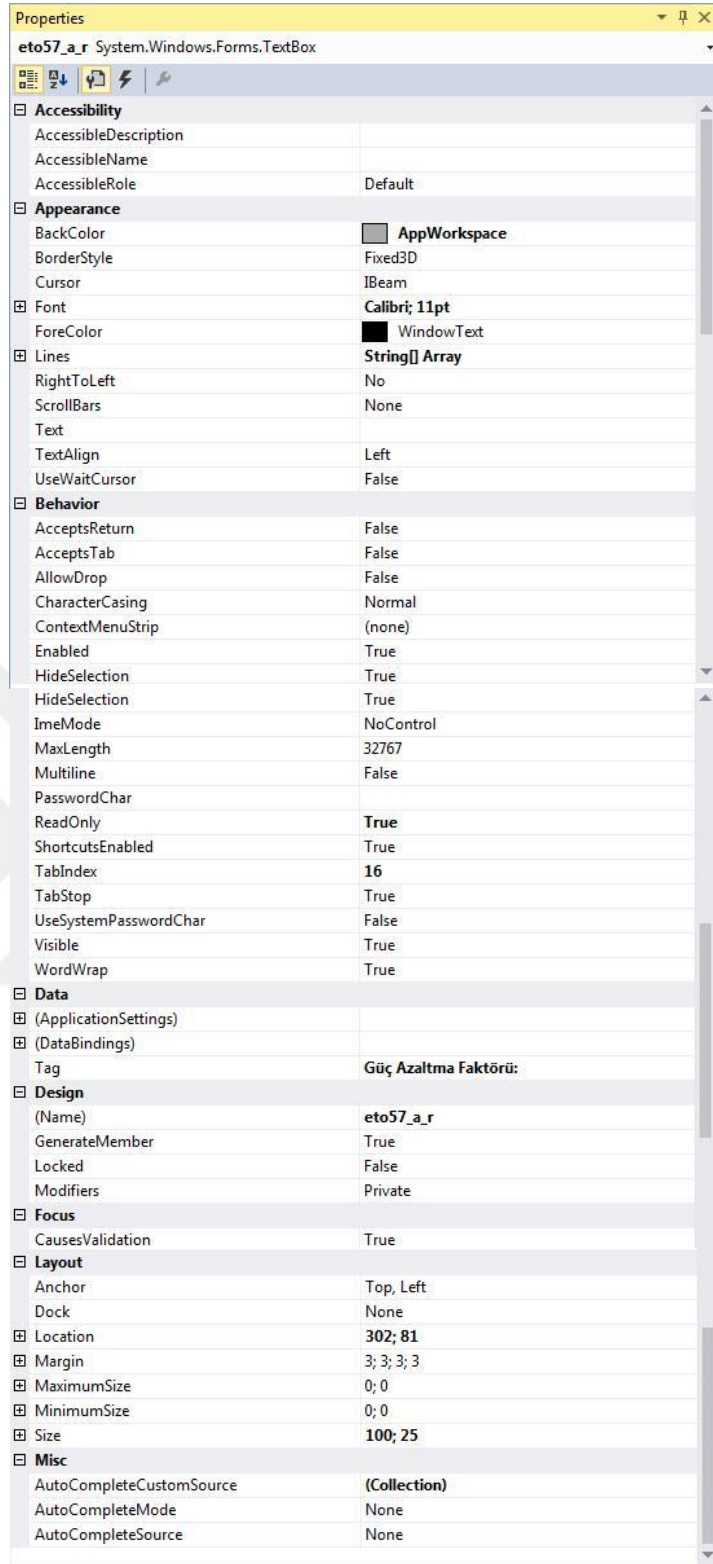 Properties
eto57_a_r System.Windows.Forms.TextBox
Accessibility
AccessibleDescription
AccessibleName
AccessibleRole Default
Appearance
BackColor AppWorkspace
BorderStyle Fixed3D
Cursor IBeam
Font Calibri; 11pt
ForeColor WindowText
Lines String[] Array
RightToLeft No
ScrollBars None
Text
TextAlign Left
UseWaitCursor False
Behavior
AcceptsReturn False
AcceptsTab False
AllowDrop False
CharacterCasing Normal
ContextMenuStrip (none)
Enabled True
HideSelection True
HideSelection True
ImeMode NoControl
MaxLength 32767
Multiline False
PasswordChar
ReadOnly True
ShortcutsEnabled True
TabIndex 16
TabStop True
UseSystemPasswordChar False
Visible True
WordWrap True
Data
(ApplicationSettings)
(DataBindings)
Tag Güç Azaltma Faktörü:
Design
(Name) eto57_a_r
GenerateMember True
Locked False
Modifiers Private
Focus
CausesValidation True
Layout
Anchor Top, Left
Dock None
Location 302; 81
Margin 3; 3; 3; 3
MaximumSize 0; 0
MinimumSize 0; 0
Size 100; 25
Misc
AutoCompleteCustomSource (Collection)
AutoCompleteMode None
AutoCompleteSource None